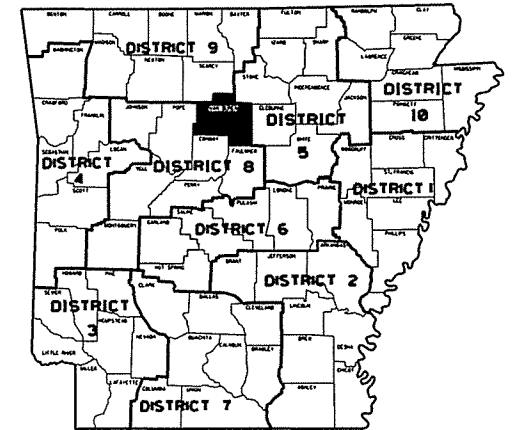 BENTON CARROLL BOONE MARION BAXTER FULTON RANDOLPH CLAY
WASHINGTON MADISON DISTRICT 9 IZARD SHARP GREENE
NEWTON SEARCY STONE LAWRENCE
CRAIGHEAD MISSISSIPPI
CRAWFORD FRANKLIN JOHNSON POPE VAN BUREN CLEBURNE INDEPENDENCE JACKSON DISTRICT
DISTRICT POINSETT 10
SEBASTIAN LOGAN CONWAY WHITE 5 WOODRUFF CROSS CRITTENDEN
DISTRICT 4 YELL DISTRICT 8 FAULKNER ST. FRANCIS
SCOTT PERRY PULASKI LONOKE PRAIRIE DISTRICT 1
MONROE LEE
POLK MONTGOMERY GARLAND SALINE DISTRICT 6 PHILLIPS
HOT SPRING GRANT JEFFERSON ARKANSAS
HOWARD PIKE CLARK DISTRICT 2
SEVIER DALLAS CLEVELAND LINCOLN
DISTRICT 3 HEMPSTEAD
LITTLE RIVER NEVADA OUACHITA CALHOUN BRADLEY DREW DESHA
MILLER LAFAYETTE COLUMBIA UNION ASHLEY CHICOT
DISTRICT 7